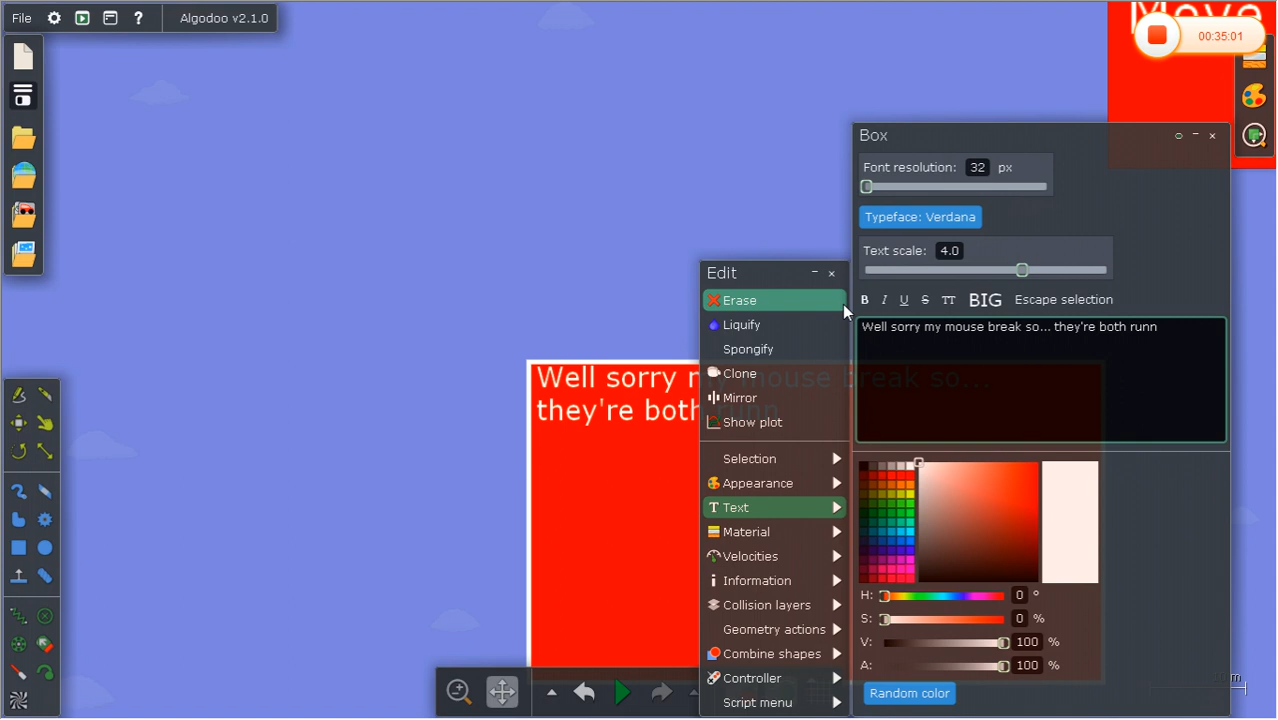 File
?
Algodoo v2.1.0
Move
00:35:01
Box
Font resolution: 32 px
Typeface: Verdana
Text scale: 4.0
B I U S TT BIG Escape selection
Well sorry my mouse break so... they're both runn
Edit
Erase
Liquify
Spongify
Clone
Mirror
Show plot
Selection
Appearance
T Text
Material
Velocities
Information
Collision layers
Geometry actions
Combine shapes
Controller
Script menu
Well sorry my mouse break so...
they're both runn
H: 0 °
S: 0 %
V: 100 %
A: 100 %
Random color